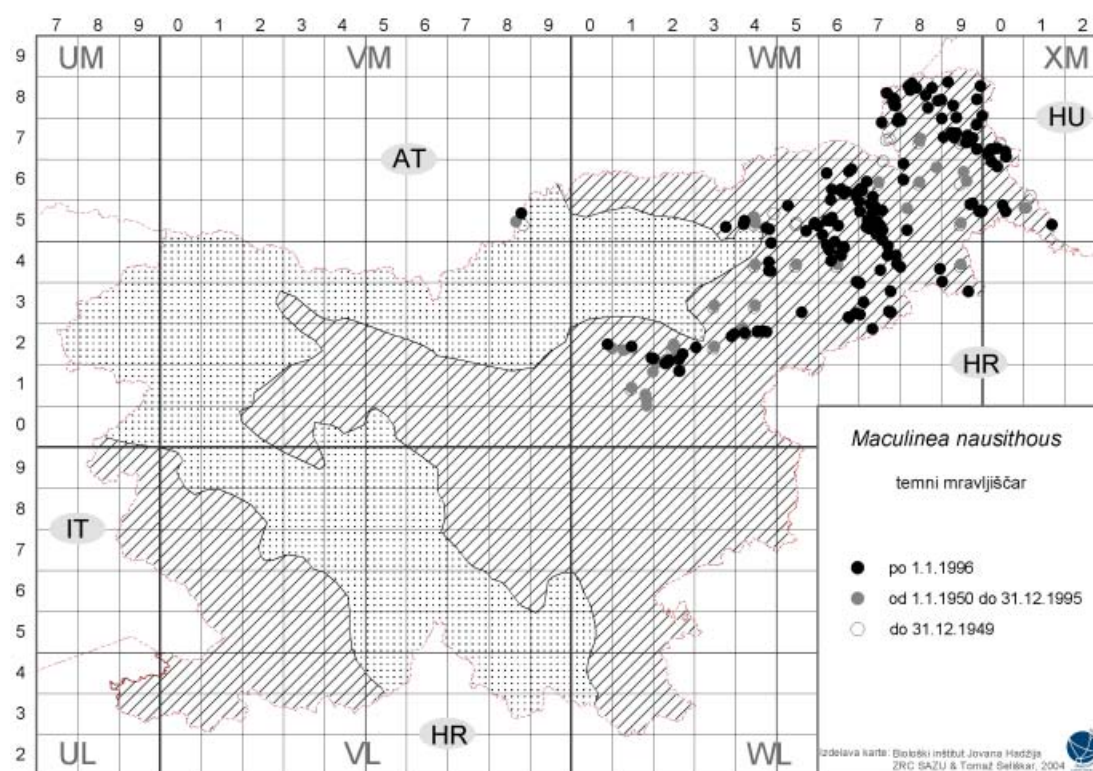 7 8 9 0 1 2 3 4 5 6 7 8 9 0 1 2 3 4 5 6 7 8 9 0 1 2
9 UM VM WM XM
8
7 HU
6 AT
5
4
3
2
1 HR
0
9
8
7 IT
6
5
4
3 HR
2 UL VL WL
Maculinea nausithous
temni mravljiščar
po 1.1.1996
od 1.1.1950 do 31.12.1995
do 31.12.1949
Izdelava karte: Biološki inštitut Jovana Hadžija
ZRC SAZU & Tomaž Seliškar, 2004